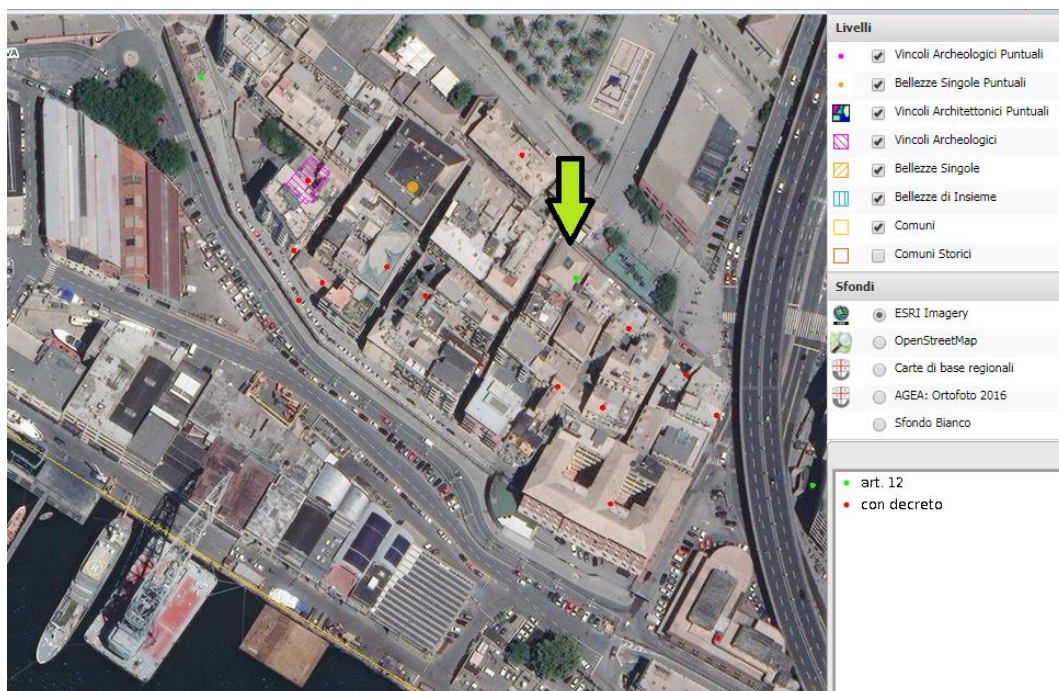 VA
Livelli
Vincoli Archeologici Puntuali
Bellezze Singole Puntuali
Vincoli Architettonici Puntuali
Vincoli Archeologici
Bellezze Singole
Bellezze di Insieme
Comuni
Comuni Storici
Sfondi
ESRI Imagery
OpenStreetMap
Carte di base regionali
AGEA: Ortofoto 2016
Sfondo Bianco
art. 12
con decreto